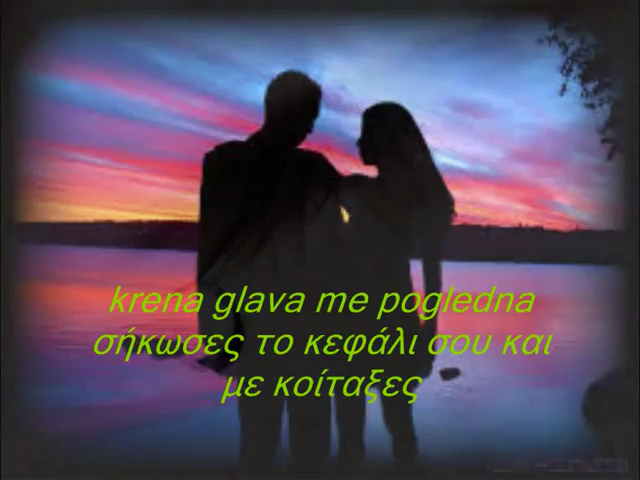 krena glava me pogledna
σήκωσες το κεφάλι σου και
με κοίταξες